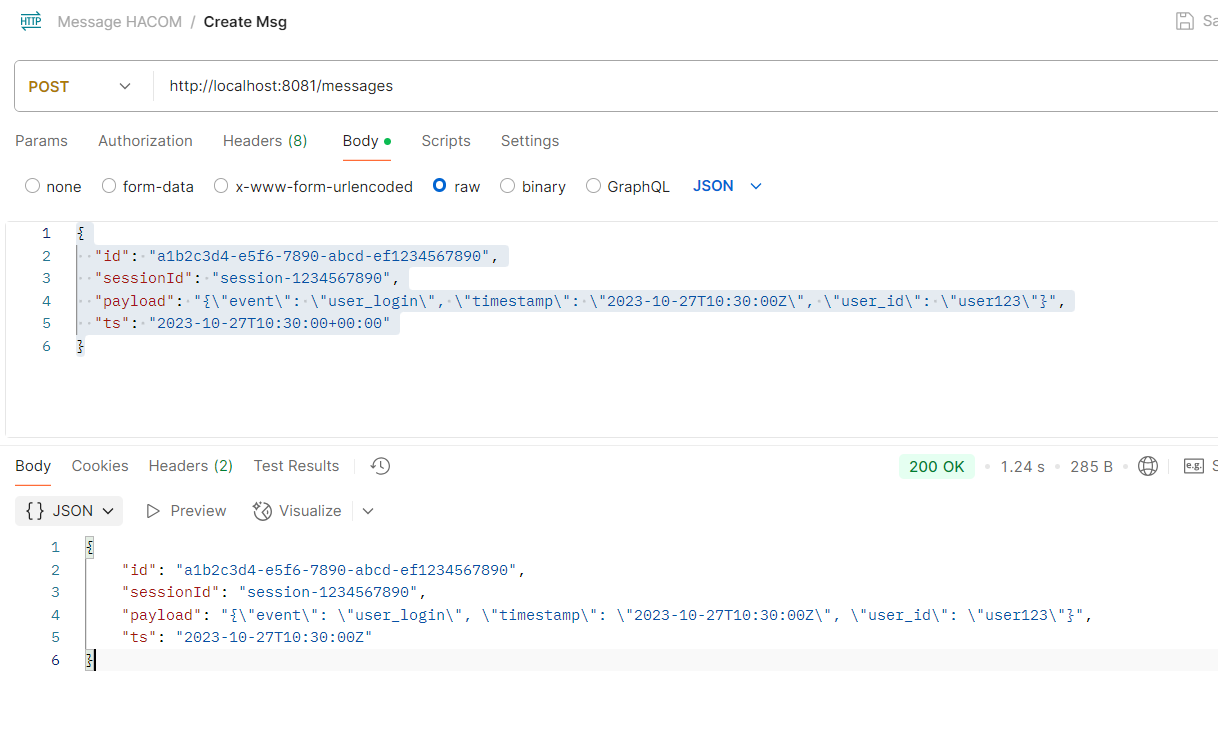 HTTP Message HACOM / Create Msg
POST http://localhost:8081/messages
Params Authorization Headers (8) Body Scripts Settings
none form-data x-www-form-urlencoded raw binary GraphQL JSON
1 {
2 "id": "a1b2c3d4-e5f6-7890-abcd-ef1234567890",
3 "sessionId": "session-1234567890",
4 "payload": "{\"event\": \"user_login\", \"timestamp\": \"2023-10-27T10:30:00Z\", \"user_id\": \"user123\"}",
5 "ts": "2023-10-27T10:30:00+00:00"
6 }
Body Cookies Headers (2) Test Results 200 OK 1.24 s 285 B e.g.
{} JSON Preview Visualize
1 {
2 "id": "a1b2c3d4-e5f6-7890-abcd-ef1234567890",
3 "sessionId": "session-1234567890",
4 "payload": "{\"event\": \"user_login\", \"timestamp\": \"2023-10-27T10:30:00Z\", \"user_id\": \"user123\"}",
5 "ts": "2023-10-27T10:30:00Z"
6 }